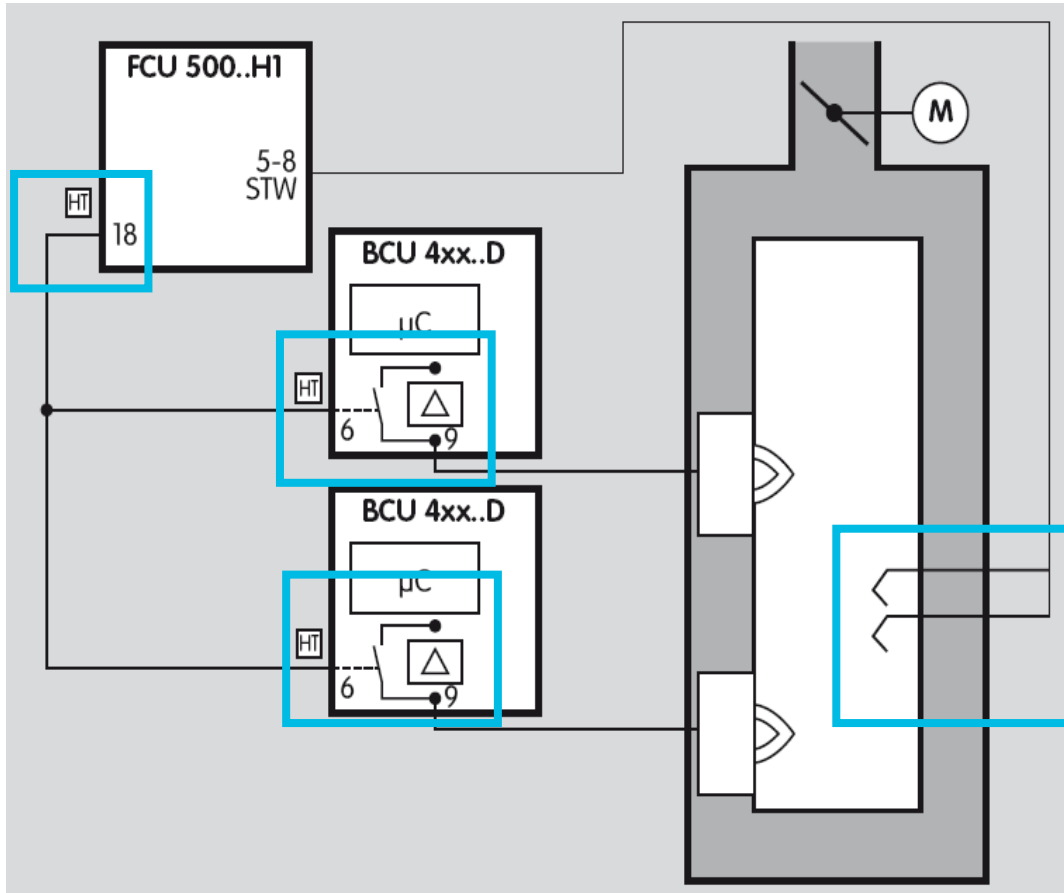 FCU 500..H1
M
5-8
STW
HT
18
BCU 4xx..D
µC
HT
6
9
BCU 4xx..D
µC
HT
6
9